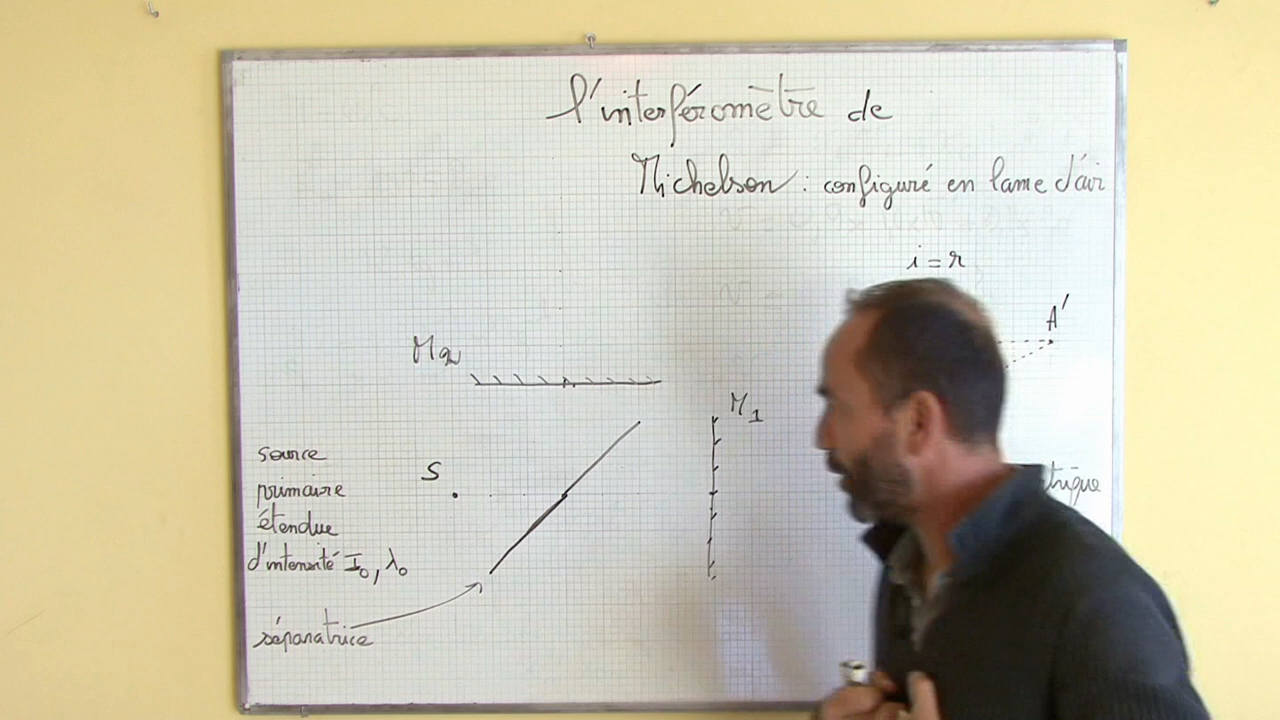 l'interféromètre de
Michelson : configuré en lame d'air
i = r
A'
M2
M1
source
primaire
étendue
d'intensité I0, λ0
S
séparatrice